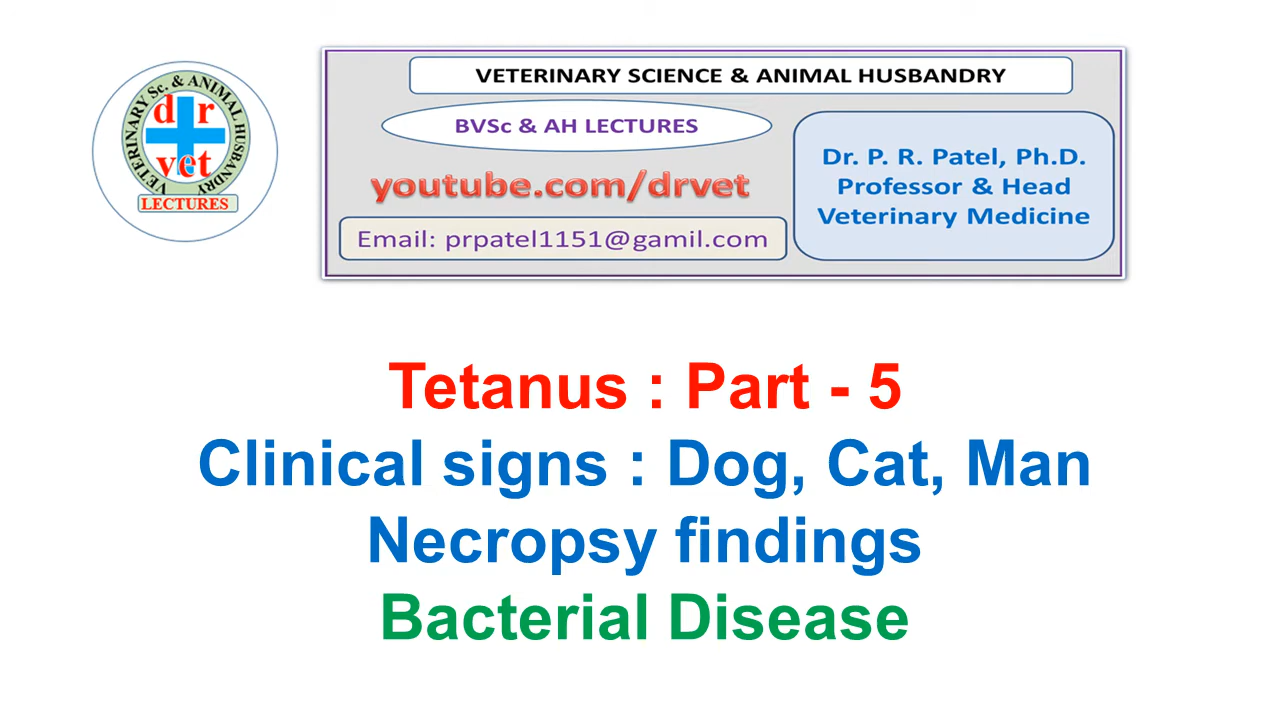 VETERINARY Sc. & ANIMAL HUSBANDRY
VETERINARY
d r
vet
LECTURES
VETERINARY SCIENCE & ANIMAL HUSBANDRY
BVSc & AH LECTURES
youtube.com/drvet
Email: prpatel1151@gamil.com
Dr. P. R. Patel, Ph.D.
Professor & Head
Veterinary Medicine
Tetanus : Part - 5
Clinical signs : Dog, Cat, Man
Necropsy findings
Bacterial Disease